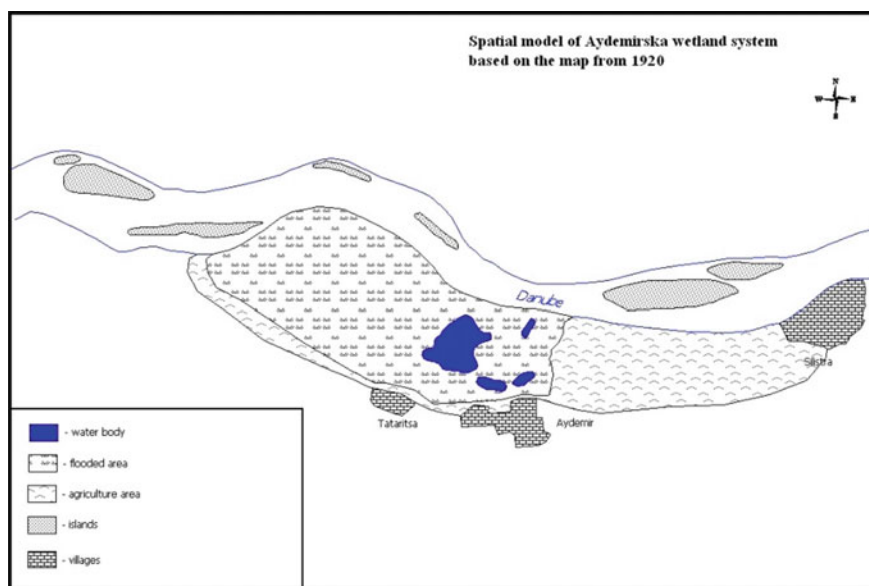 Spatial model of Aydemirska wetland system
based on the map from 1920
N
W E
S
Danube
Silistra
Tataritsa
Aydemir
- water body
- flooded area
- agriculture area
- islands
- villages